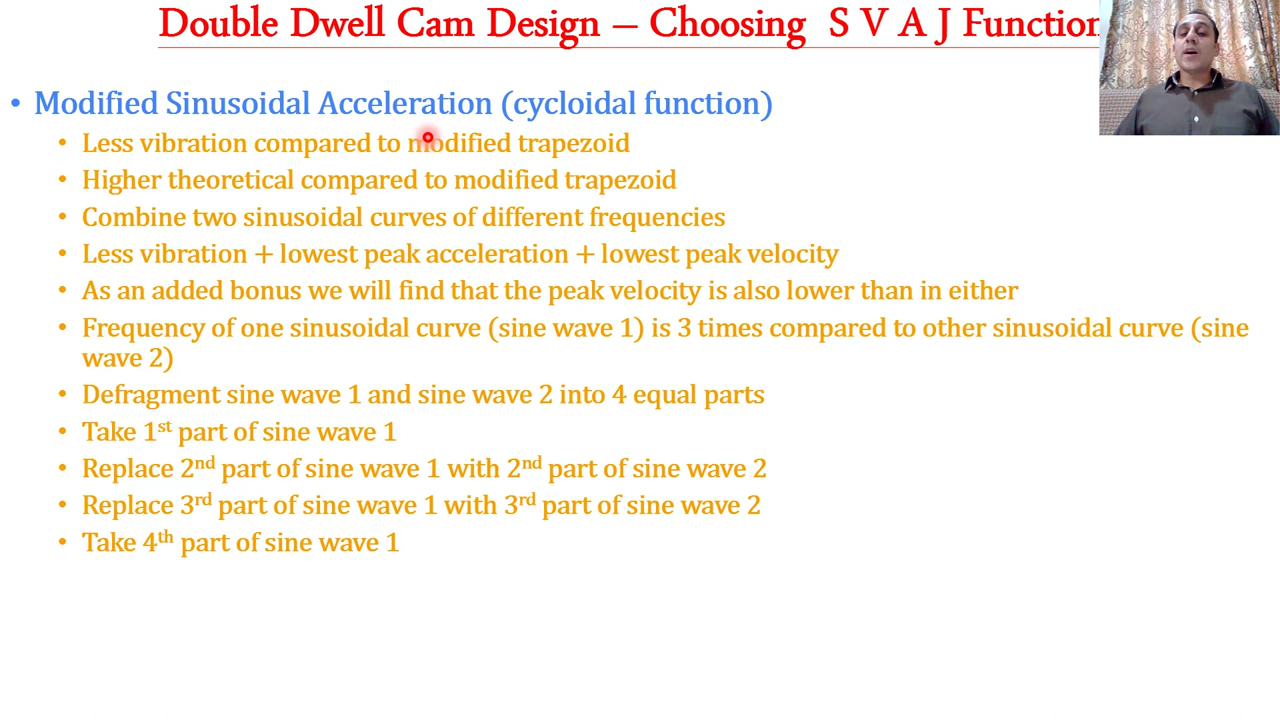 Double Dwell Cam Design – Choosing S V A J Function
• Modified Sinusoidal Acceleration (cycloidal function)
• Less vibration compared to modified trapezoid
• Higher theoretical compared to modified trapezoid
• Combine two sinusoidal curves of different frequencies
• Less vibration + lowest peak acceleration + lowest peak velocity
• As an added bonus we will find that the peak velocity is also lower than in either
• Frequency of one sinusoidal curve (sine wave 1) is 3 times compared to other sinusoidal curve (sine
wave 2)
• Defragment sine wave 1 and sine wave 2 into 4 equal parts
• Take 1st part of sine wave 1
• Replace 2nd part of sine wave 1 with 2nd part of sine wave 2
• Replace 3rd part of sine wave 1 with 3rd part of sine wave 2
• Take 4th part of sine wave 1